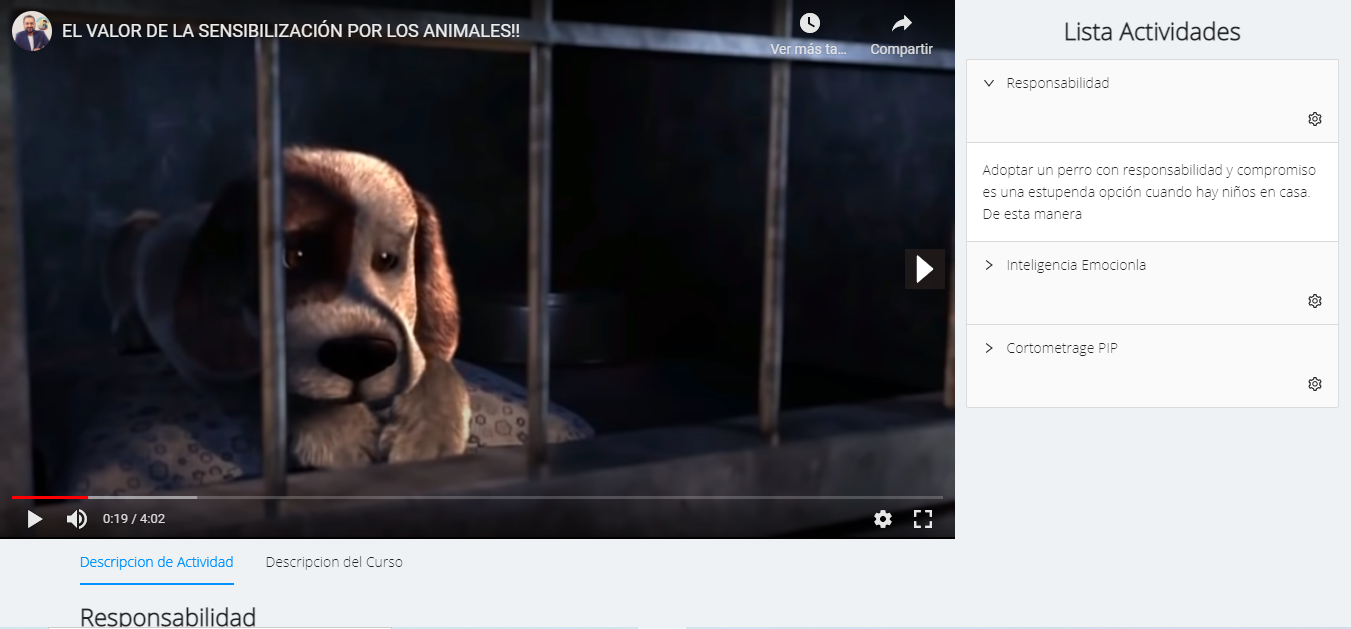 EL VALOR DE LA SENSIBILIZACIÓN POR LOS ANIMALES!!
Ver más ta...
Compartir
0:19 / 4:02
Lista Actividades
Responsabilidad
Adoptar un perro con responsabilidad y compromiso
es una estupenda opción cuando hay niños en casa.
De esta manera
Inteligencia Emocionla
Cortometrage PIP
Descripcion de Actividad
Descripcion del Curso
Responsabilidad